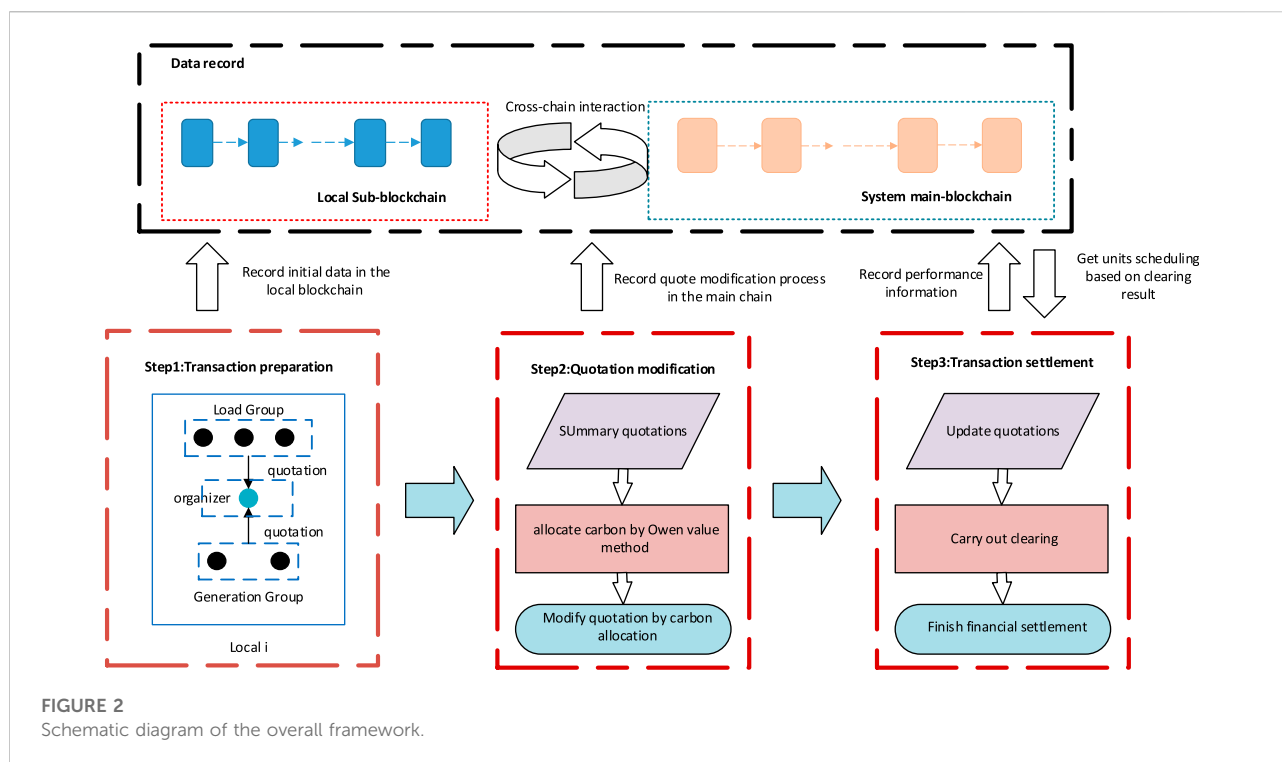 Data record
Cross-chain interaction
Local Sub-blockchain
System main-blockchain
Record initial data in the
local blockchain
Record quote modification process
in the main chain
Record performance
information
Get units scheduling
based on clearing
result
Step1:Transaction preparation
Load Group
quotation
organizer
quotation
Generation Group
Local i
Step2:Quotation modification
SUmmary quotations
allocate carbon by Owen value
method
Modify quotation by carbon
allocation
Step3:Transaction settlement
Update quotations
Carry out clearing
Finish financial settlement
FIGURE 2
Schematic diagram of the overall framework.